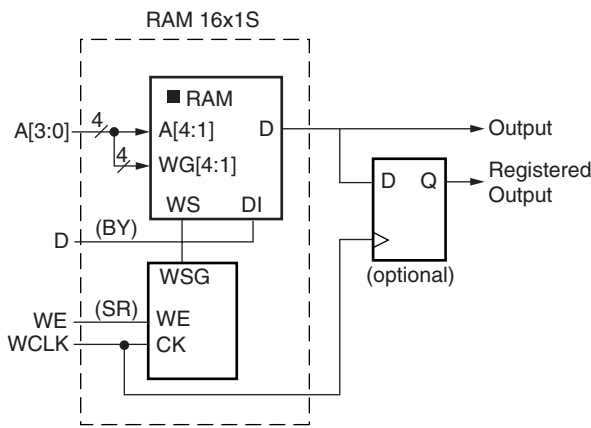 RAM 16x1S
RAM
A[3:0]
4
A[4:1]
D
Output
4
WG[4:1]
D
Q
Registered
Output
WS
DI
D
(BY)
WSG
(optional)
WE
(SR)
WE
WCLK
CK